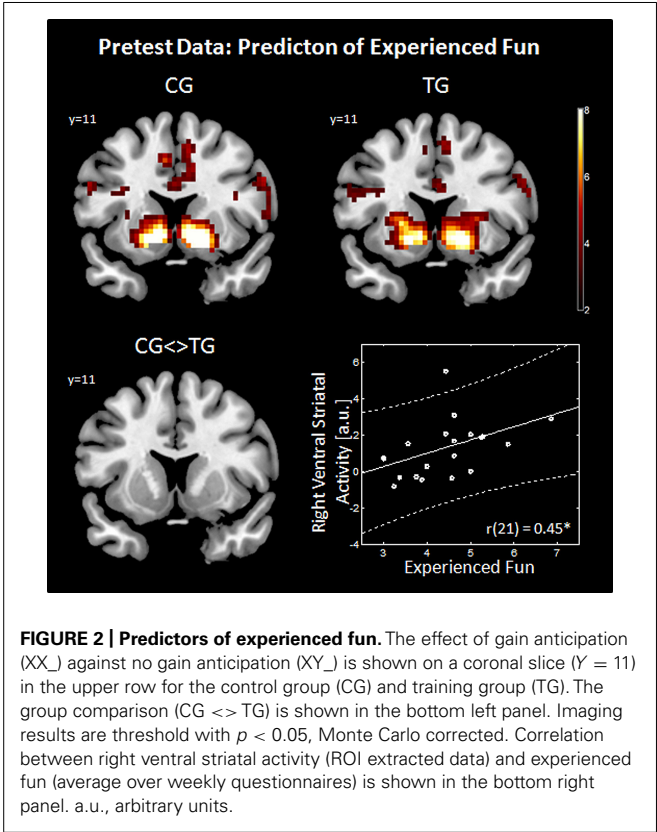 Pretest Data: Predicton of Experienced Fun
CG
TG
y=11
y=11
8
6
4
2
CG<>TG
y=11
Right Ventral Striatal
Activity [a.u.]
6
4
2
0
-2
-4
3
4
5
6
7
r(21) = 0.45*
Experienced Fun
FIGURE 2 | Predictors of experienced fun. The effect of gain anticipation
(XX_) against no gain anticipation (XY_) is shown on a coronal slice (Y = 11)
in the upper row for the control group (CG) and training group (TG). The
group comparison (CG <> TG) is shown in the bottom left panel. Imaging
results are threshold with p < 0.05, Monte Carlo corrected. Correlation
between right ventral striatal activity (ROI extracted data) and experienced
fun (average over weekly questionnaires) is shown in the bottom right
panel. a.u., arbitrary units.